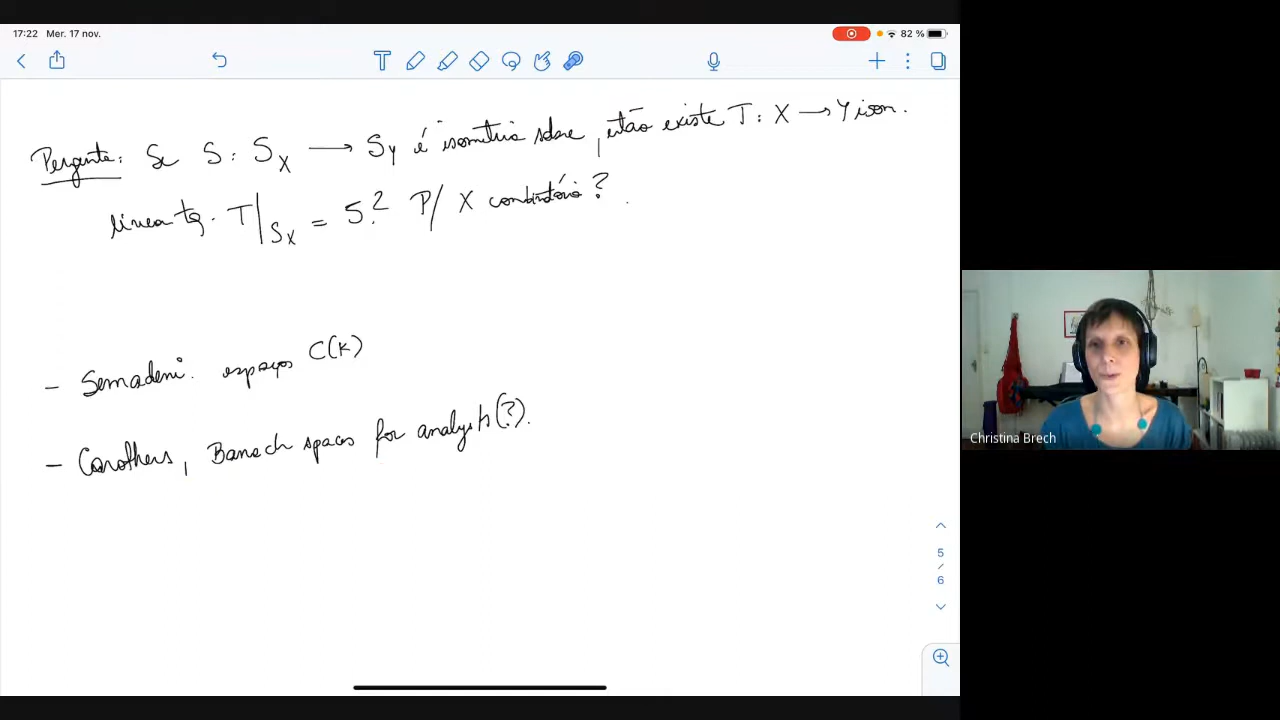 17:22 Mer. 17 nov.
82 %
Pergunta: Se S: S_X → S_Y é isometria sobre, então existe T: X → Y isom.
linear tq. T|_{S_X} = S? P/ X combinatório?
- Semadeni: espaços C(K)
- Carothers, Banach spaces for analysts(?).
Christina Brech
5
/
6